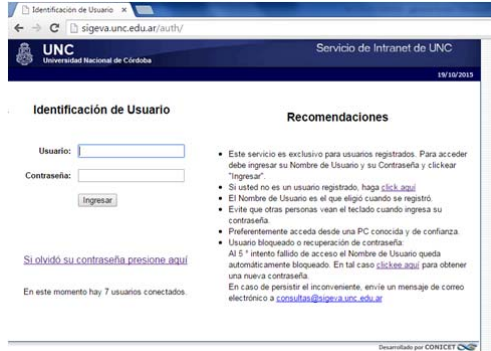 Identificación de Usuario
sigeva.unc.edu.ar/auth/
UNC
Universidad Nacional de Córdoba
Servicio de Intranet de UNC
19/10/2015
Identificación de Usuario
Usuario:
Contraseña:
Ingresar
Si olvidó su contraseña presione aquí
En este momento hay 7 usuarios conectados.
Recomendaciones
• Este servicio es exclusivo para usuarios registrados. Para acceder
debe ingresar su Nombre de Usuario y su Contraseña y clickear
"Ingresar".
• Si usted no es un usuario registrado, haga click aquí
• El Nombre de Usuario es el que eligió cuando se registró.
• Evite que otras personas vean el teclado cuando ingresa su
contraseña.
• Preferentemente acceda desde una PC conocida y de confianza.
• Usuario bloqueado o recuperación de contraseña:
Al 5 ° intento fallido de acceso el Nombre de Usuario queda
automáticamente bloqueado. En tal caso clickee aquí para obtener
una nueva contraseña.
En caso de persistir el inconveniente, envíe un mensaje de correo
electrónico a consultas@sigeva.unc.edu.ar
Desarrollado por CONICET